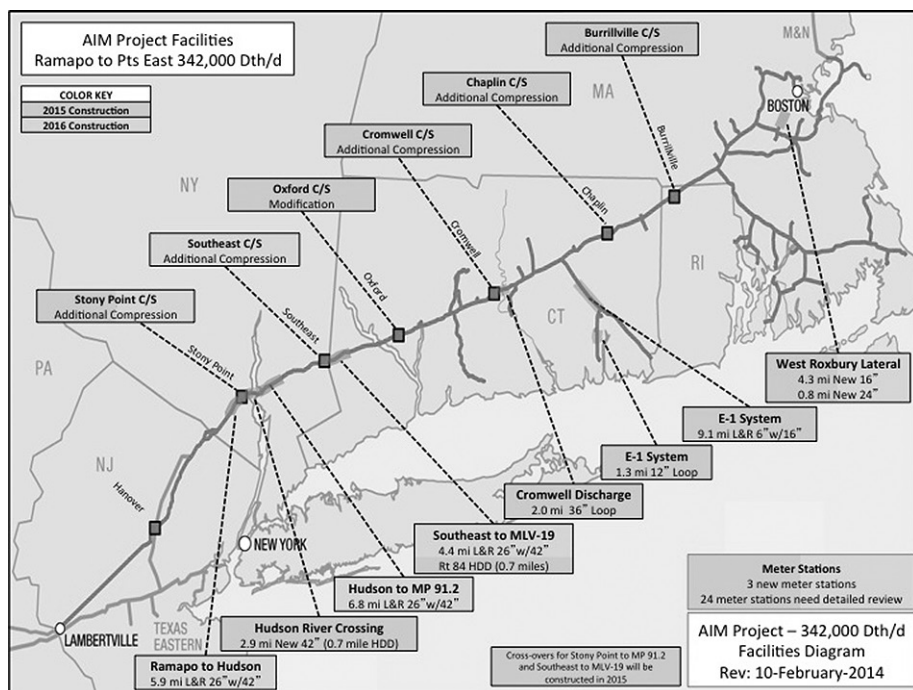 AIM Project Facilities
Ramapo to Pts East 342,000 Dth/d
COLOR KEY
2015 Construction
2016 Construction
Burrillville C/S
Additional Compression
M&N
Chaplin C/S
Additional Compression
MA
BOSTON
Cromwell C/S
Additional Compression
Burrillville
NY
Oxford C/S
Modification
Chaplin
Southeast C/S
Additional Compression
Cromwell
RI
Stony Point C/S
Additional Compression
Oxford
Southeast
CT
Stony Point
PA
West Roxbury Lateral
4.3 mi New 16"
0.8 mi New 24"
E-1 System
9.1 mi L&R 6"w/16"
NJ
E-1 System
1.3 mi 12" Loop
Hanover
Cromwell Discharge
2.0 mi 36" Loop
NEW YORK
Southeast to MLV-19
4.4 mi L&R 26"w/42"
Rt 84 HDD (0.7 miles)
Meter Stations
3 new meter stations
24 meter stations need detailed review
Hudson to MP 91.2
6.8 mi L&R 26"w/42"
LAMBERTVILLE
TEXAS
EASTERN
Hudson River Crossing
2.9 mi New 42" (0.7 mile HDD)
Ramapo to Hudson
5.9 mi L&R 26"w/42"
Cross-overs for Stony Point to MP 91.2
and Southeast to MLV-19 will be
constructed in 2015
AIM Project – 342,000 Dth/d
Facilities Diagram
Rev: 10-February-2014